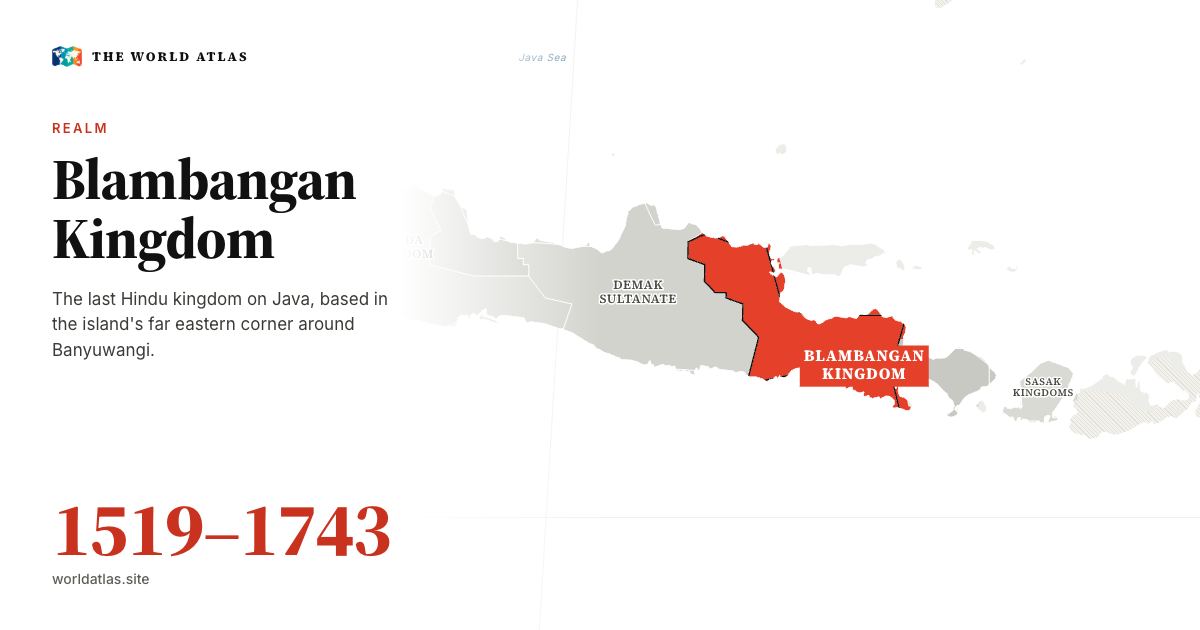 THE WORLD ATLAS
Java Sea
REALM
Blambangan
Kingdom
The last Hindu kingdom on Java, based in
the island's far eastern corner around
Banyuwangi.
DEMAK
SULTANATE
BLAMBANGAN
KINGDOM
SASAK
KINGDOMS
1519–1743
worldatlas.site